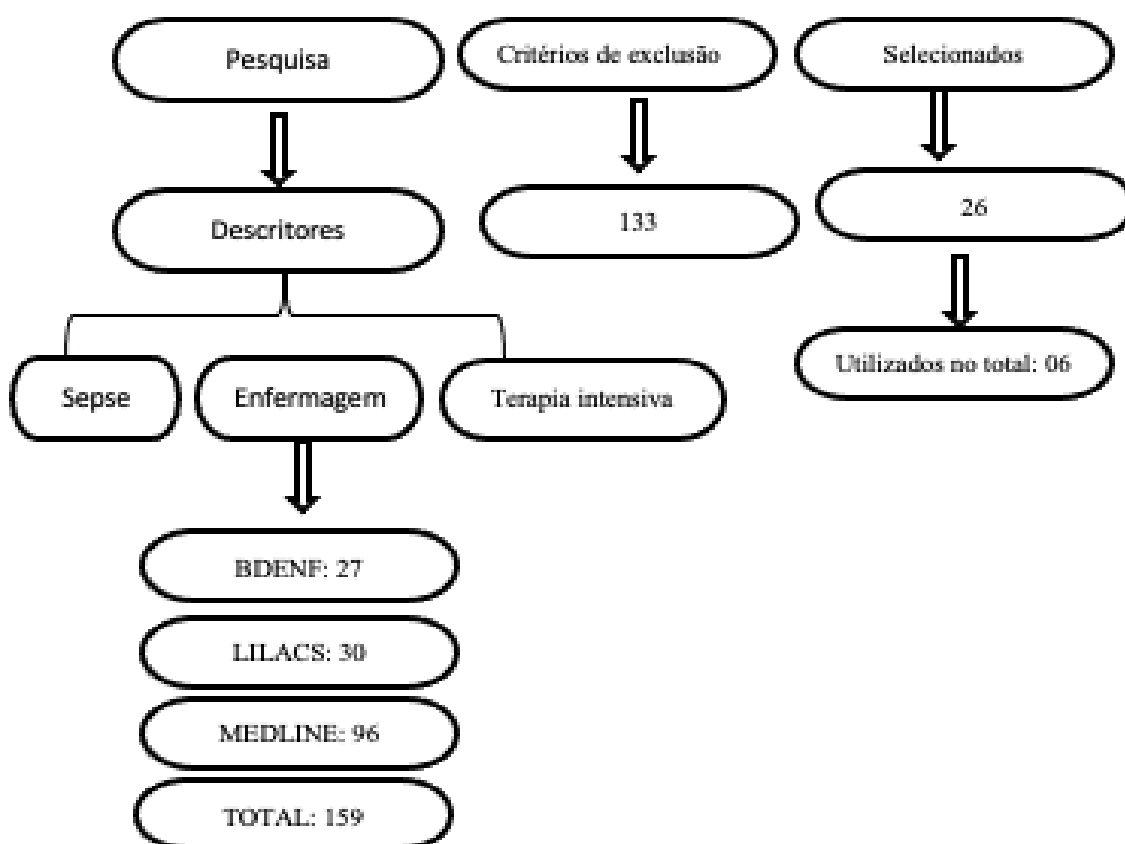 Pesquisa
Critérios de exclusão
Selecionados
Descritores
133
26
Sepse
Enfermagem
Terapia intensiva
Utilizados no total: 06
BDENF: 27
LILACS: 30
MEDLINE: 96
TOTAL: 159